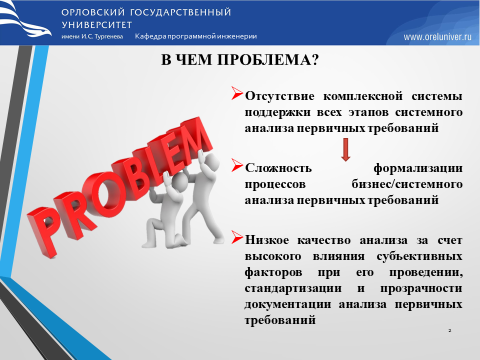 ОРЛОВСКИЙ ГОСУДАРСТВЕННЫЙ
УНИВЕРСИТЕТ
имени И.С. Тургенева Кафедра программной инженерии
www.oreluniver.ru
В ЧЕМ ПРОБЛЕМА?
PROBLEM
Отсутствие комплексной системы
поддержки всех этапов системного
анализа первичных требований
Сложность формализации
процессов бизнес/системного
анализа первичных требований
Низкое качество анализа за счет
высокого влияния субъективных
факторов при его проведении,
стандартизации и прозрачности
документации анализа первичных
требований
2